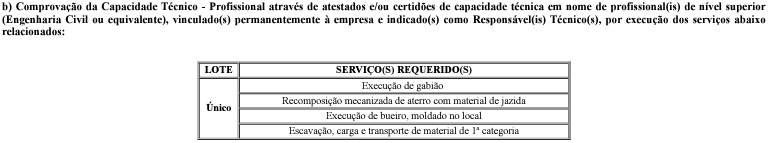 b) Comprovação da Capacidade Técnico - Profissional através de atestados e/ou certidões de capacidade técnica em nome de profissional(is) de nível superior
(Engenharia Civil ou equivalente), vinculado(s) permanentemente à empresa e indicado(s) como Responsável(is) Técnico(s), por execução dos serviços abaixo
relacionados:
LOTE SERVIÇO(S) REQUERIDO(S)
Único
Execução de gabião
Recomposição mecanizada de aterro com material de jazida
Execução de bueiro, moldado no local
Escavação, carga e transporte de material de 1ª categoria